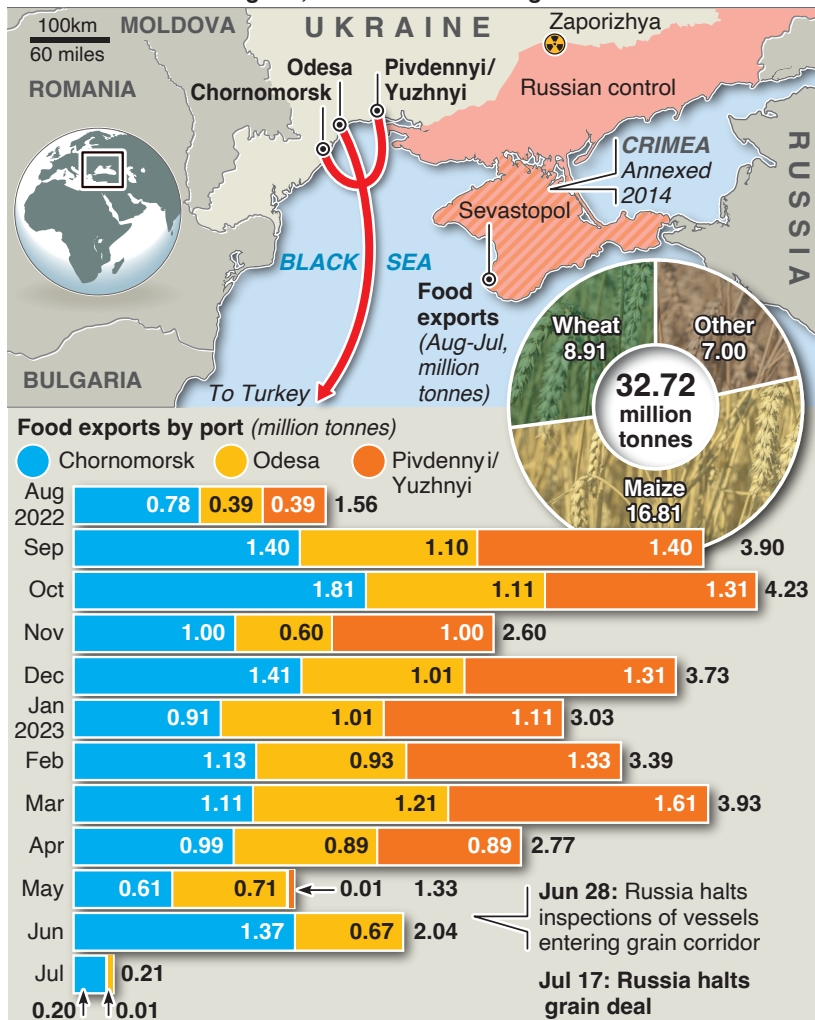 100km
60 miles
MOLDOVA
UKRAINE
Zaporizhya
ROMANIA
Odesa
Chornomorsk
Pivdennyi/
Yuzhnyi
Russian control
CRIMEA
Annexed
2014
RUSSIA
Sevastopol
BLACK SEA
BULGARIA
To Turkey
Food
exports
(Aug-Jul,
million
tonnes)
Wheat
8.91
Other
7.00
32.72
million
tonnes
Maize
16.81
Food exports by port (million tonnes)
Chornomorsk
Odesa
Pivdennyi/
Yuzhnyi
Aug
2022
0.78 0.39 0.39 1.56
Sep 1.40 1.10 1.40 3.90
Oct 1.81 1.11 1.31 4.23
Nov 1.00 0.60 1.00 2.60
Dec 1.41 1.01 1.31 3.73
Jan
2023
0.91 1.01 1.11 3.03
Feb 1.13 0.93 1.33 3.39
Mar 1.11 1.21 1.61 3.93
Apr 0.99 0.89 0.89 2.77
May 0.61 0.71 0.01 1.33
Jun 1.37 0.67 2.04
Jul 0.21
0.20 0.01
Jun 28: Russia halts
inspections of vessels
entering grain corridor
Jul 17: Russia halts
grain deal